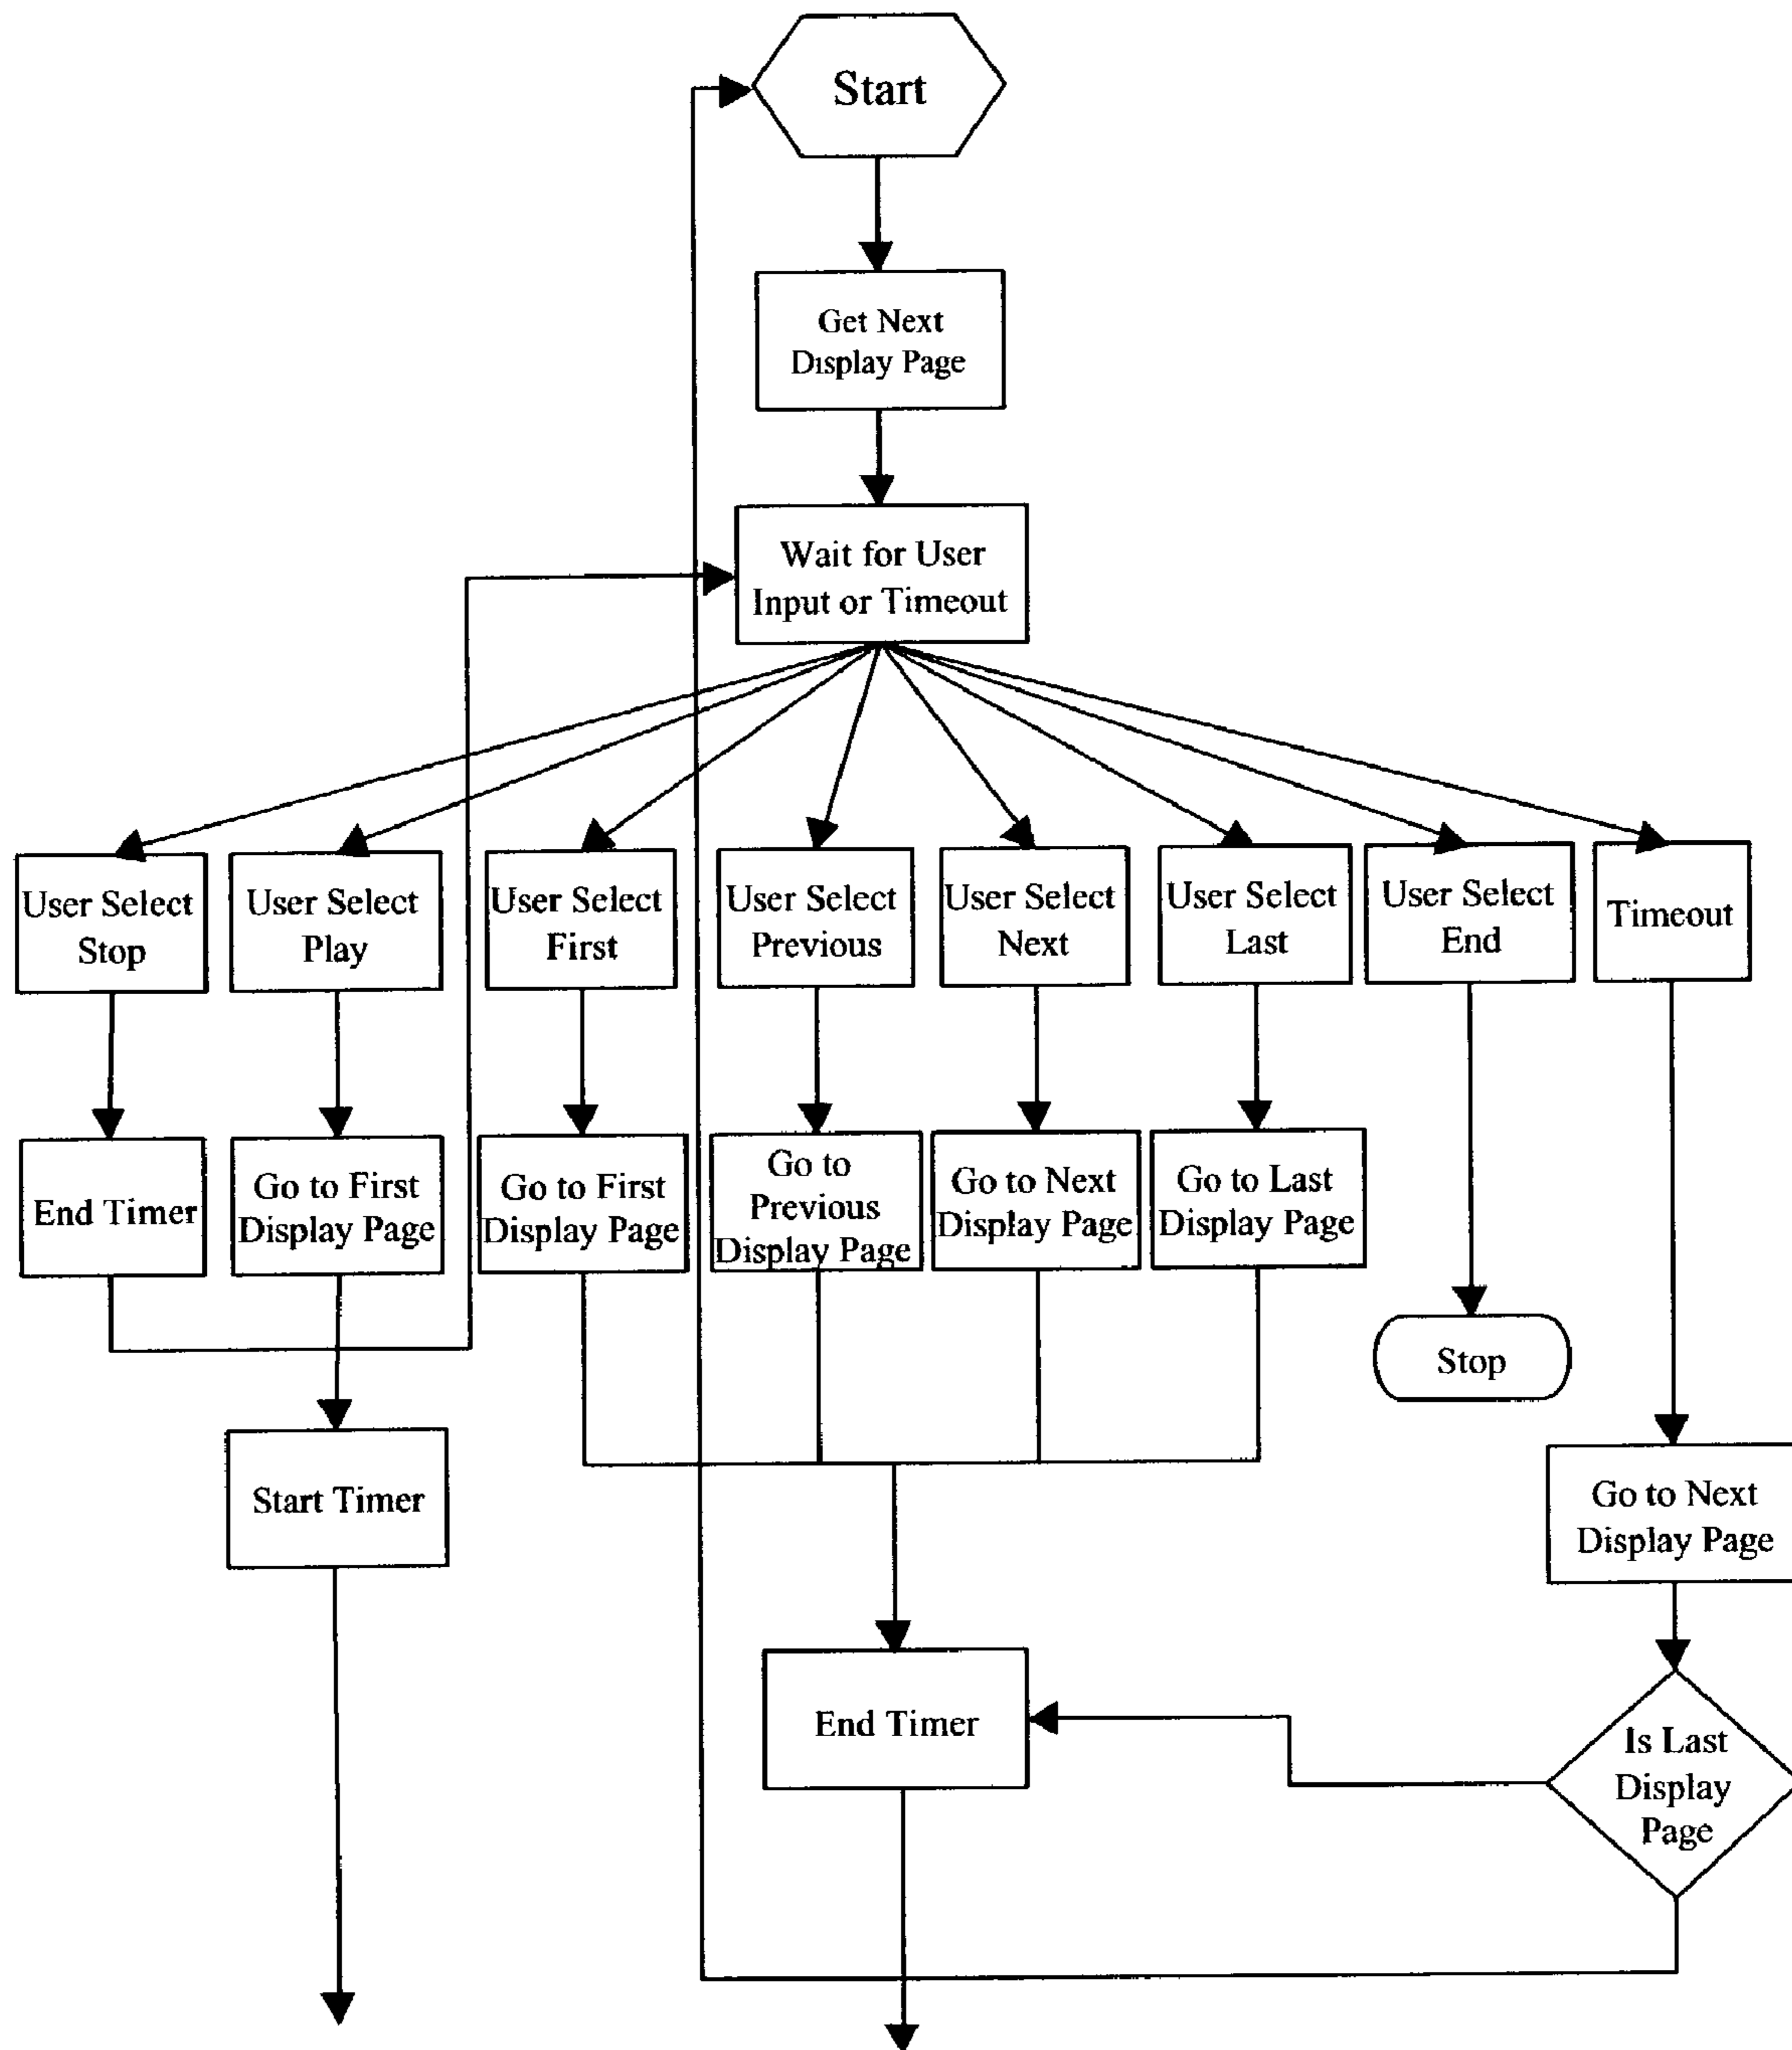 Start
Get Next
Display Page
Wait for User
Input or Timeout
User Select
Stop
User Select
Play
User Select
First
User Select
Previous
User Select
Next
User Select
Last
User Select
End
Timeout
End Timer
Go to First
Display Page
Go to First
Display Page
Go to
Previous
Display Page
Go to Next
Display Page
Go to Last
Display Page
Stop
Start Timer
Go to Next
Display Page
End Timer
Is Last
Display
Page